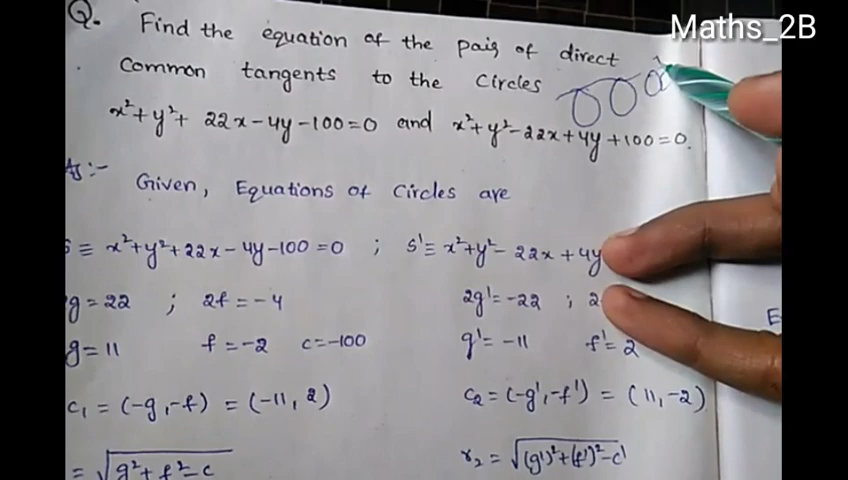 Maths_2B
Q. Find the equation of the pair of direct
common tangents to the circles
x²+y²+22x-4y-100=0 and x²+y²-22x+4y+100=0.
:- Given, Equations of circles are
≡ x²+y²+22x-4y-100=0 ; s'≡ x²+y²-22x+4y
g=22 ; 2f=-4 2g'=-22 ; 2
g=11 f=-2 c=-100 g'=-11 f'=2
c₁=(-g,-f)=(-11,2) c₂=(-g',-f')=(11,-2)
=√g²+f²-c r₂=√(g')²+(f')²-c'